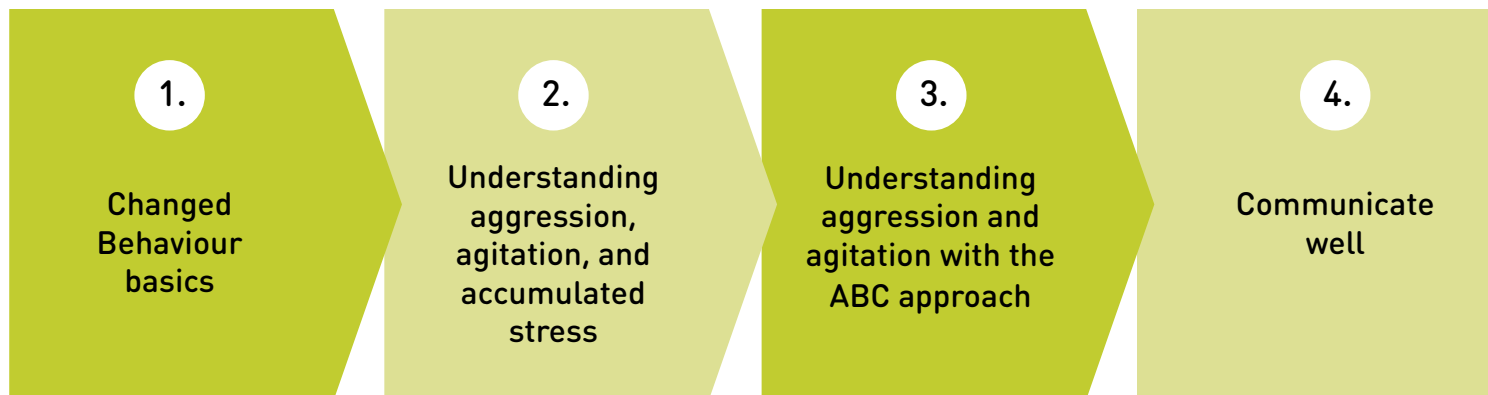 1.
Changed
Behaviour
basics
2.
Understanding
aggression,
agitation, and
accumulated
stress
3.
Understanding
aggression and
agitation with the
ABC approach
4.
Communicate
well